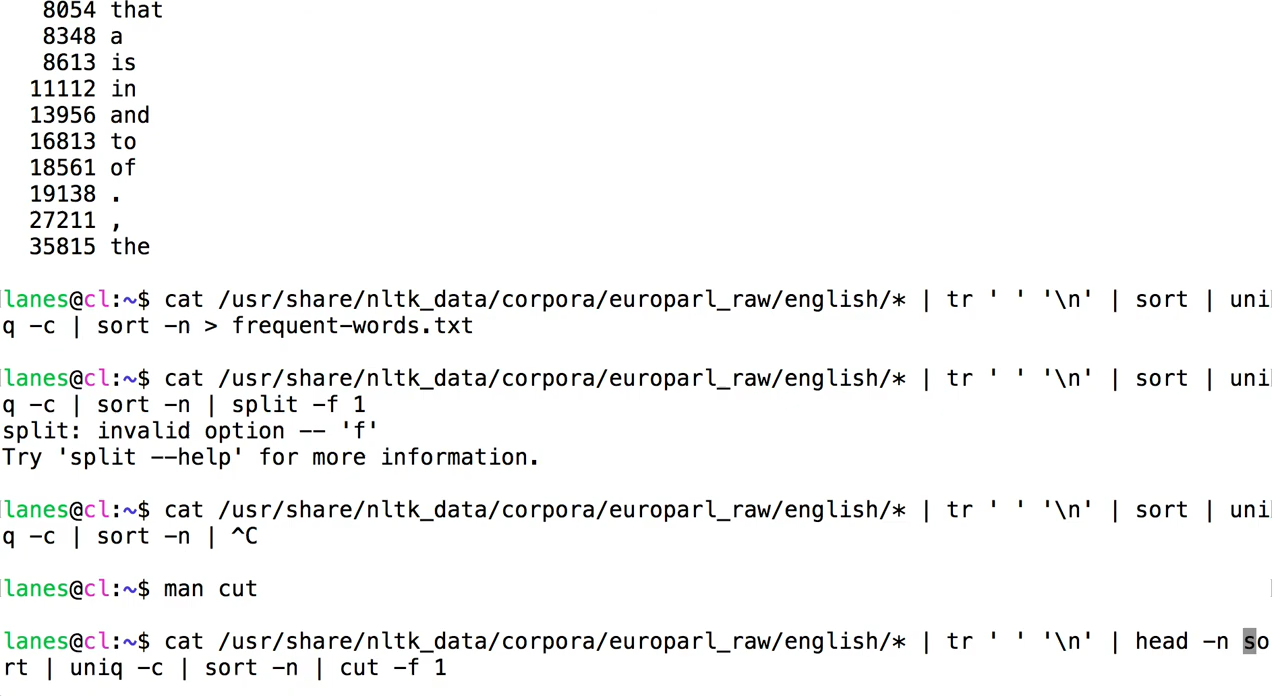 8054 that
8348 a
8613 is
11112 in
13956 and
16813 to
18561 of
19138 .
27211 ,
35815 the
lanes@cl:~$ cat /usr/share/nltk_data/corpora/europarl_raw/english/* | tr ' ' '\n' | sort | uni
q -c | sort -n > frequent-words.txt
lanes@cl:~$ cat /usr/share/nltk_data/corpora/europarl_raw/english/* | tr ' ' '\n' | sort | uni
q -c | sort -n | split -f 1
split: invalid option -- 'f'
Try 'split --help' for more information.
lanes@cl:~$ cat /usr/share/nltk_data/corpora/europarl_raw/english/* | tr ' ' '\n' | sort | uni
q -c | sort -n | ^C
lanes@cl:~$ man cut
lanes@cl:~$ cat /usr/share/nltk_data/corpora/europarl_raw/english/* | tr ' ' '\n' | head -n so
rt | uniq -c | sort -n | cut -f 1